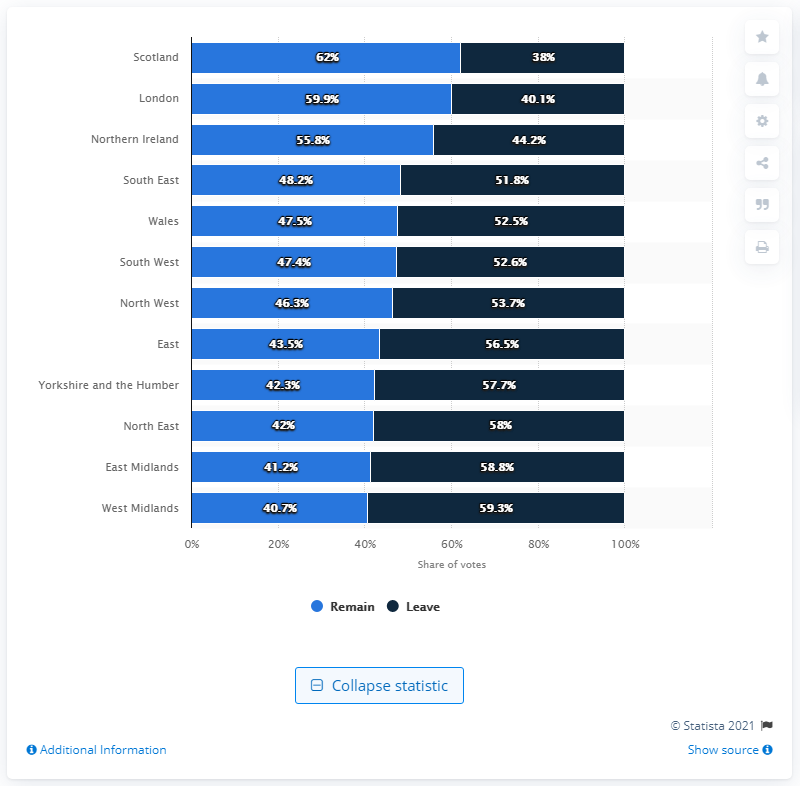 Scotland 62% 38%
London 59.9% 40.1%
Northern Ireland 55.8% 44.2%
South East 48.2% 51.8%
Wales 47.5% 52.5%
South West 47.4% 52.6%
North West 46.3% 53.7%
East 43.5% 56.5%
Yorkshire and the Humber 42.3% 57.7%
North East 42% 58%
East Midlands 41.2% 58.8%
West Midlands 40.7% 59.3%
0% 20% 40% 60% 80% 100%
Share of votes
Remain Leave
Collapse statistic
© Statista 2021
Additional Information Show source